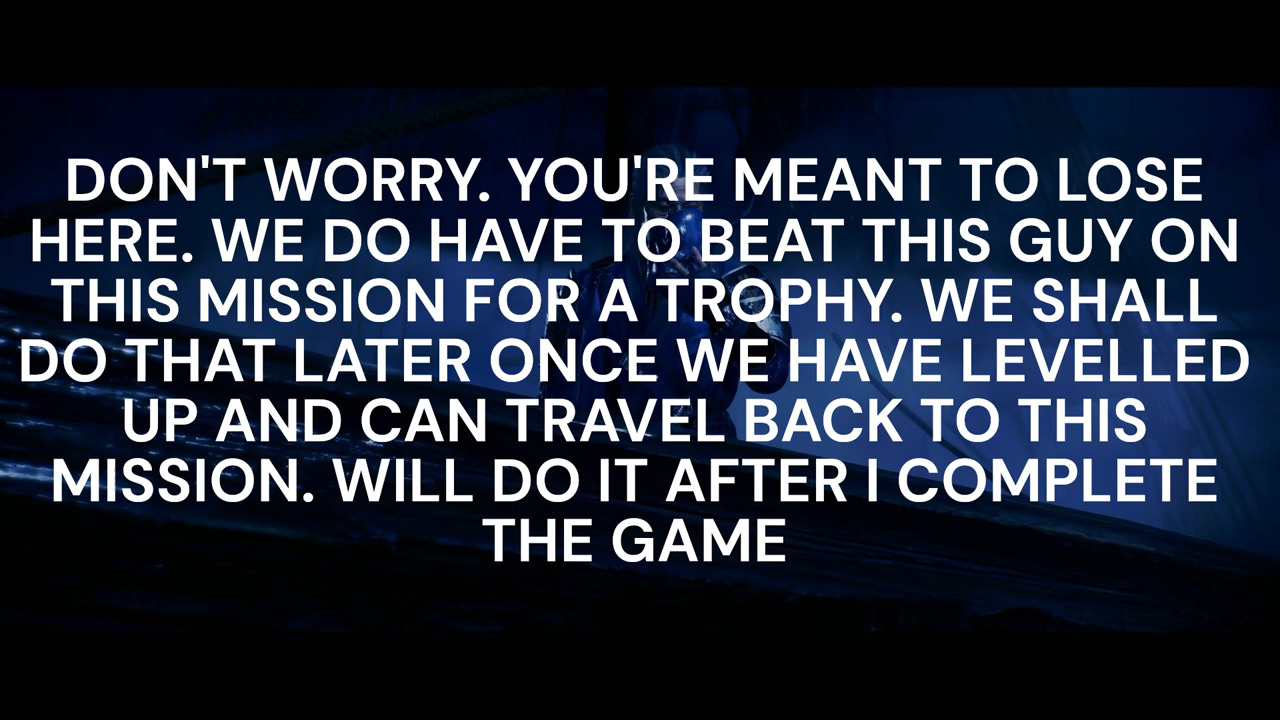 DON'T WORRY. YOU'RE MEANT TO LOSE
HERE. WE DO HAVE TO BEAT THIS GUY ON
THIS MISSION FOR A TROPHY. WE SHALL
DO THAT LATER ONCE WE HAVE LEVELLED
UP AND CAN TRAVEL BACK TO THIS
MISSION. WILL DO IT AFTER I COMPLETE
THE GAME